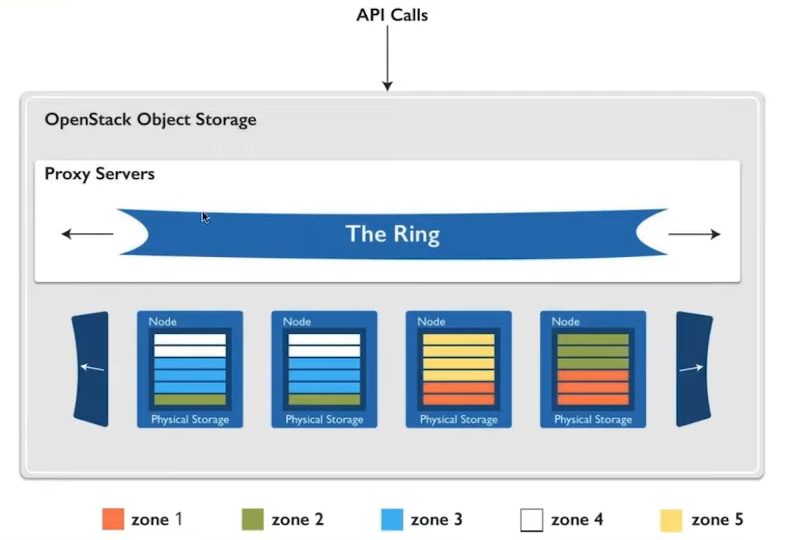 API Calls
OpenStack Object Storage
Proxy Servers
The Ring
Node
Node
Node
Node
Physical Storage
Physical Storage
Physical Storage
Physical Storage
zone 1
zone 2
zone 3
zone 4
zone 5